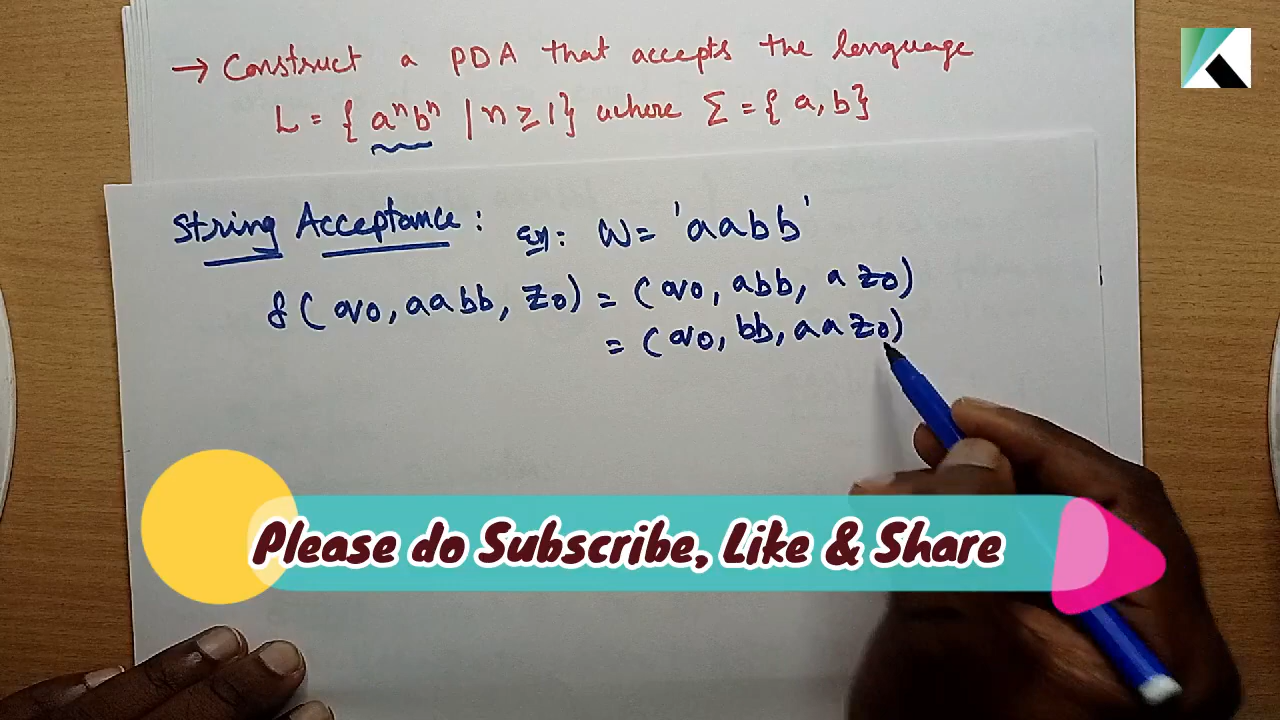 → Construct a PDA that accepts the language
L = { aⁿbⁿ | n ≥ 1} where Σ = { a, b}
String Acceptance : ex: w = 'aabb'
δ ( q0, aabb, z0) = (q0, abb, a z0)
= (q0, bb, aa z0)
Please do Subscribe, Like & Share